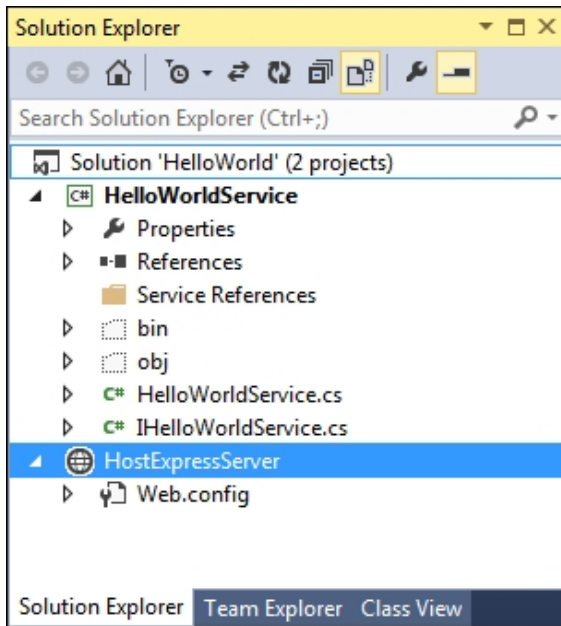 Solution Explorer
Search Solution Explorer (Ctrl+;)
Solution 'HelloWorld' (2 projects)
C# HelloWorldService
Properties
References
Service References
bin
obj
C# HelloWorldService.cs
C# IHelloWorldService.cs
HostExpressServer
Web.config
Solution Explorer Team Explorer Class View